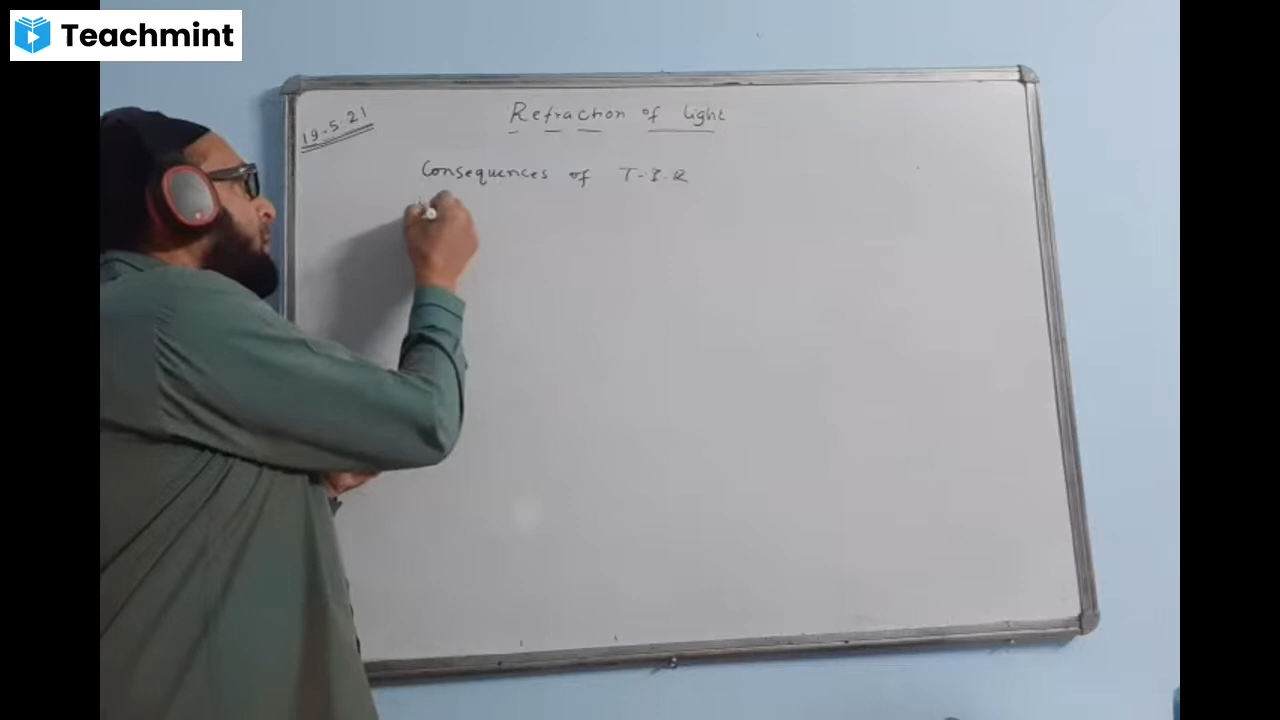 Teachmint
19-5-21
Refraction of Light
Consequences of T-I-R